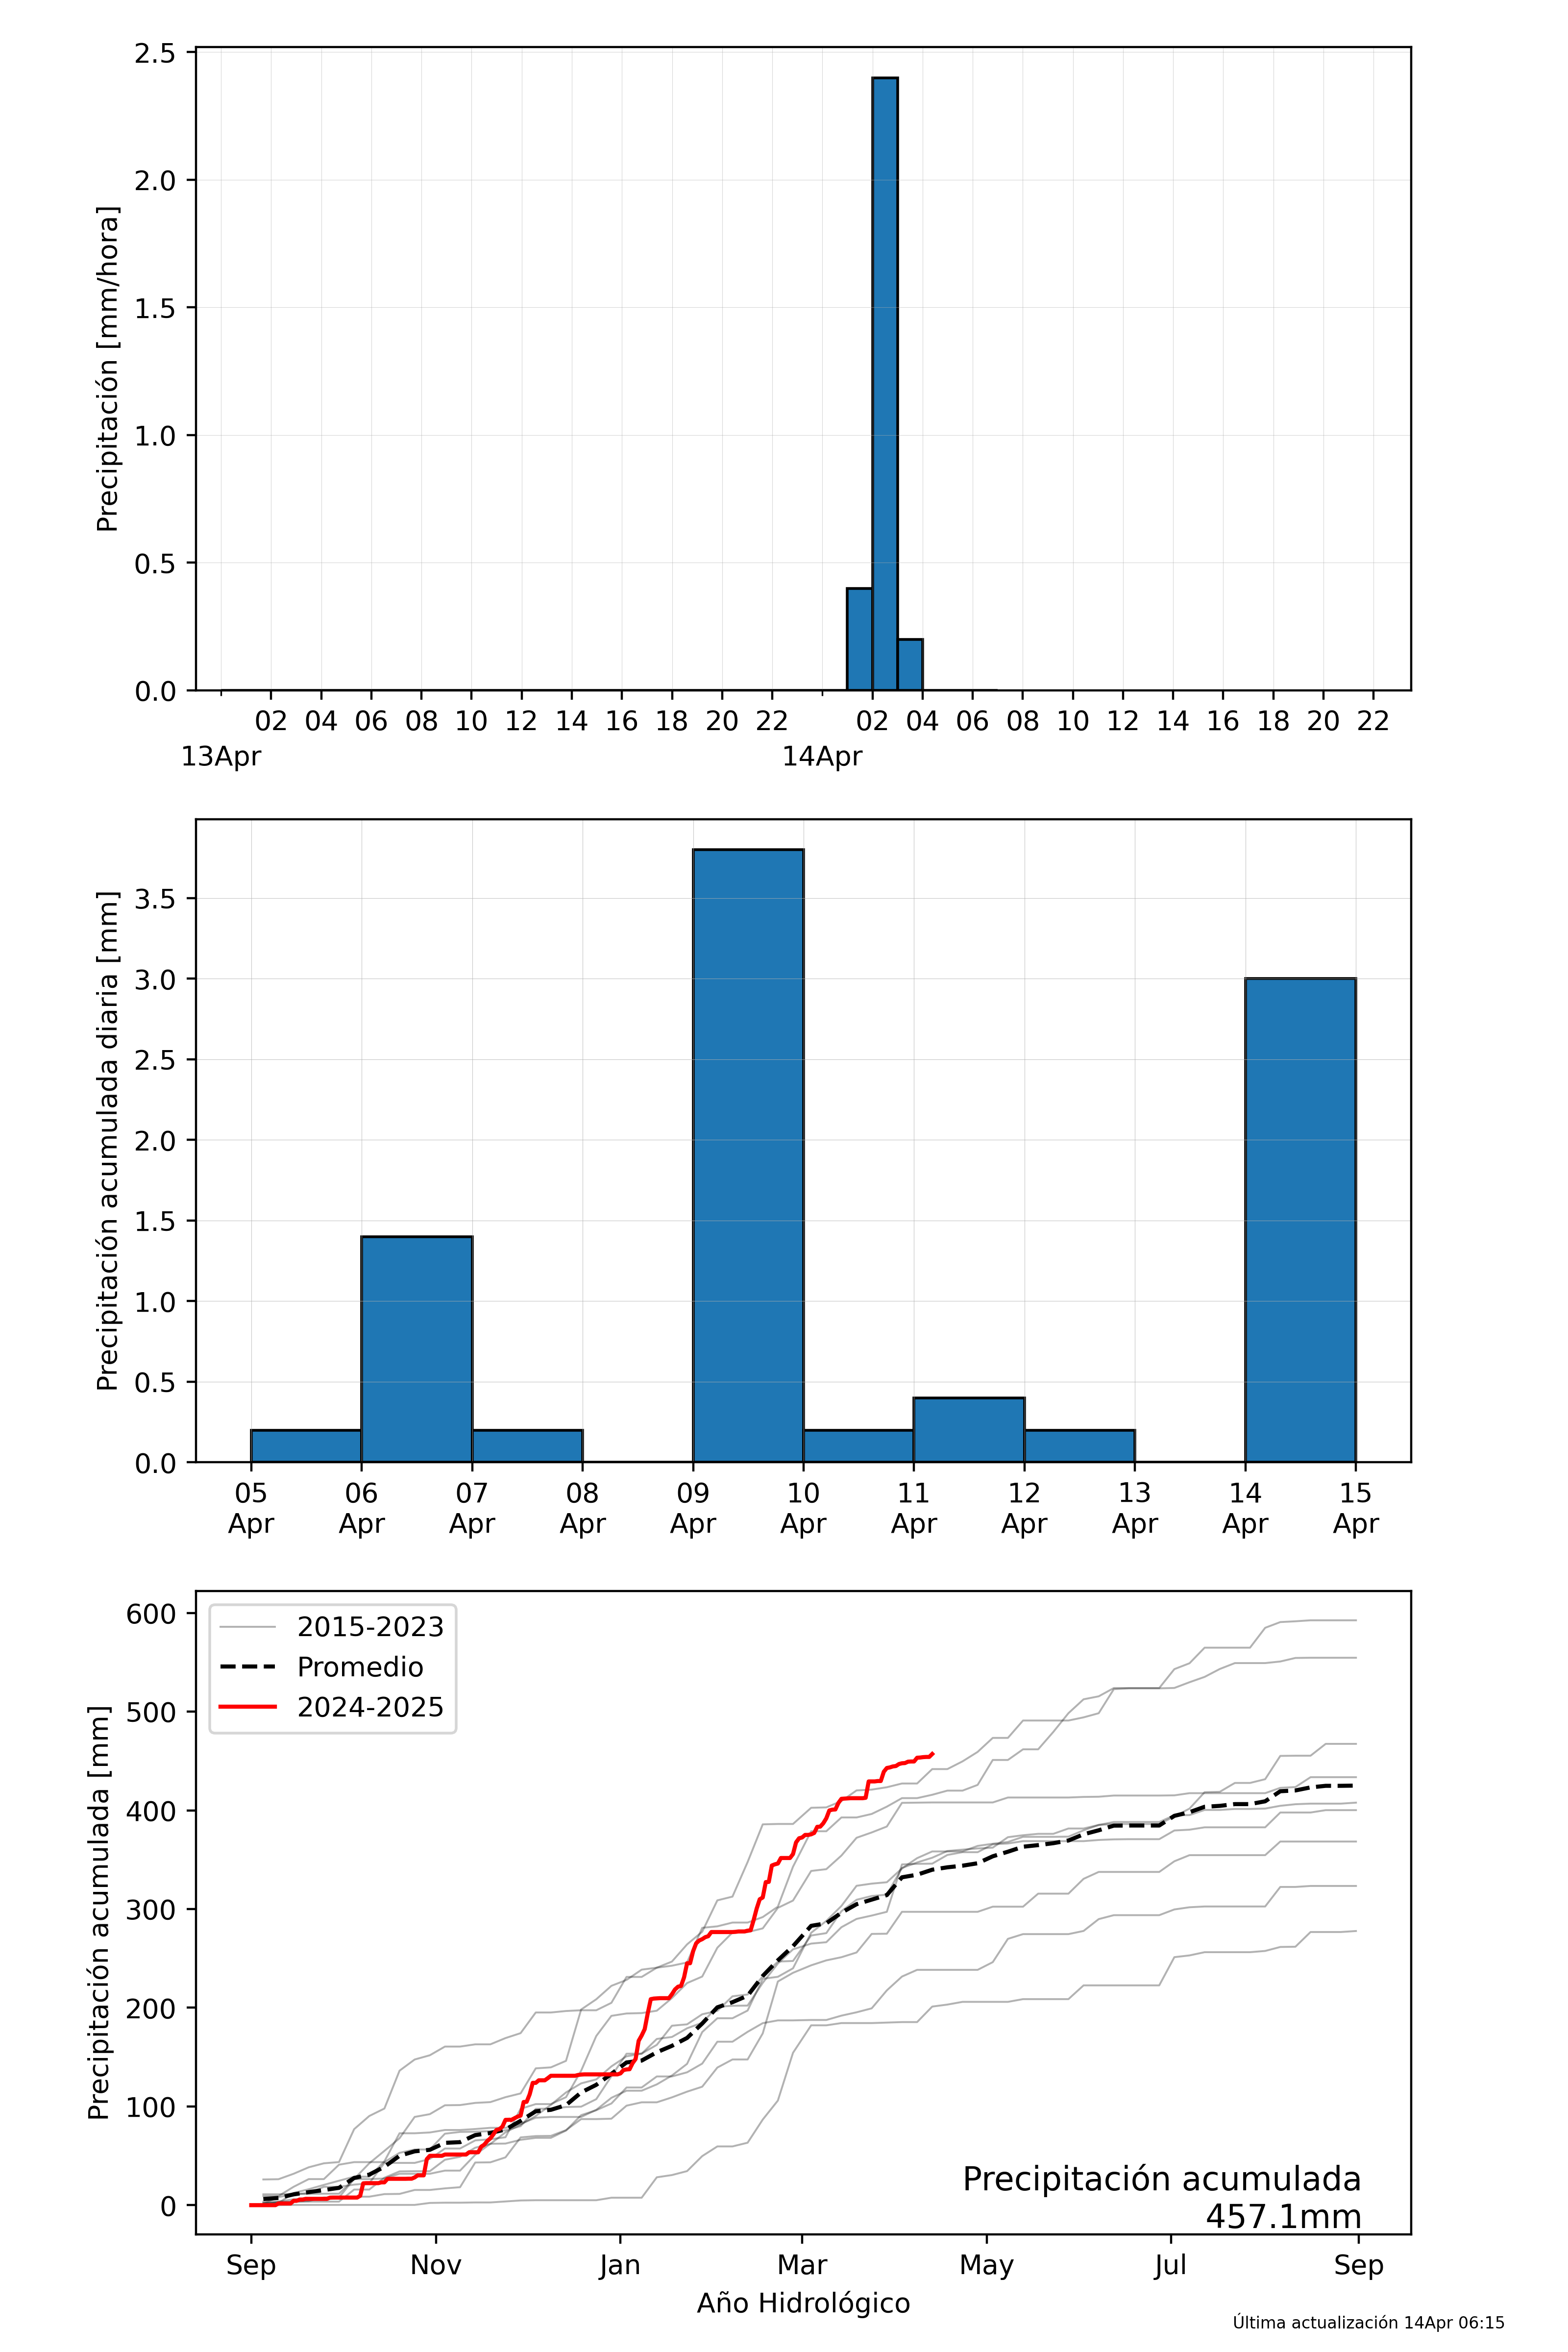 2.5
2.0
1.5
1.0
0.5
0.0
Precipitación [mm/hora]
02 04 06 08 10 12 14 16 18 20 22 02 04 06 08 10 12 14 16 18 20 22
13Apr 14Apr
3.5
3.0
2.5
2.0
1.5
1.0
0.5
0.0
Precipitación acumulada diaria [mm]
05 06 07 08 09 10 11 12 13 14 15
Apr Apr Apr Apr Apr Apr Apr Apr Apr Apr Apr
600
500
400
300
200
100
0
Precipitación acumulada [mm]
2015-2023
Promedio
2024-2025
Precipitación acumulada
457.1mm
Sep Nov Jan Mar May Jul Sep
Año Hidrológico
Última actualización 14Apr 06:15